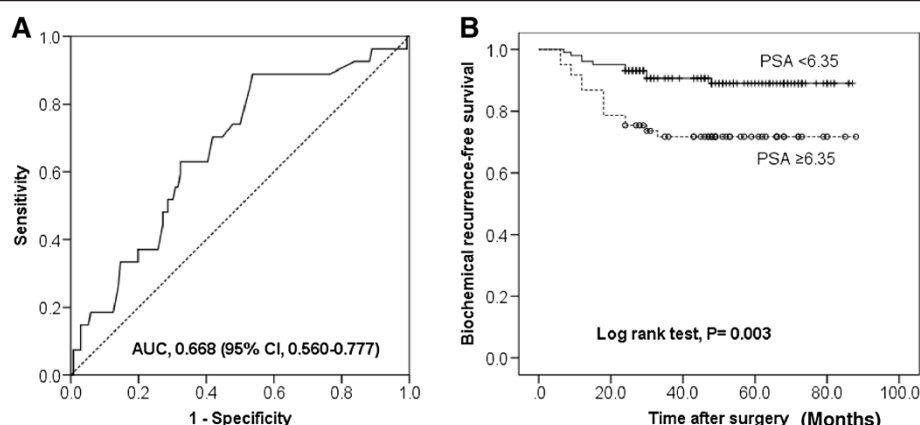 A
1.0
0.8
0.6
0.4
0.2
0.0
Sensitivity
AUC, 0.668 (95% CI, 0.560-0.777)
0.0 0.2 0.4 0.6 0.8 1.0
1 - Specificity
B
1.0
0.8
0.6
0.4
0.2
0.0
Biochemical recurrence-free survival
PSA <6.35
PSA ≥6.35
Log rank test, P= 0.003
.0 20.0 40.0 60.0 80.0 100.0
Time after surgery (Months)